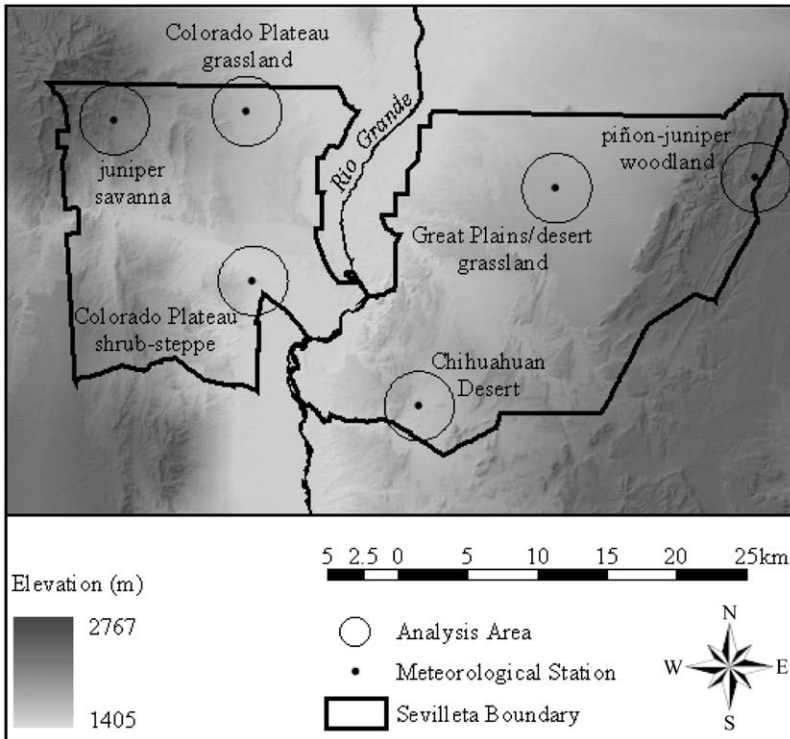 Colorado Plateau
grassland
Rio Grande
piñon-juniper
woodland
juniper
savanna
Great Plains/desert
grassland
Colorado Plateau
shrub-steppe
Chihuahuan
Desert
5 2.5 0 5 10 15 20 25km
Elevation (m)
2767
1405
Analysis Area
Meteorological Station
Sevilleta Boundary
N
W E
S